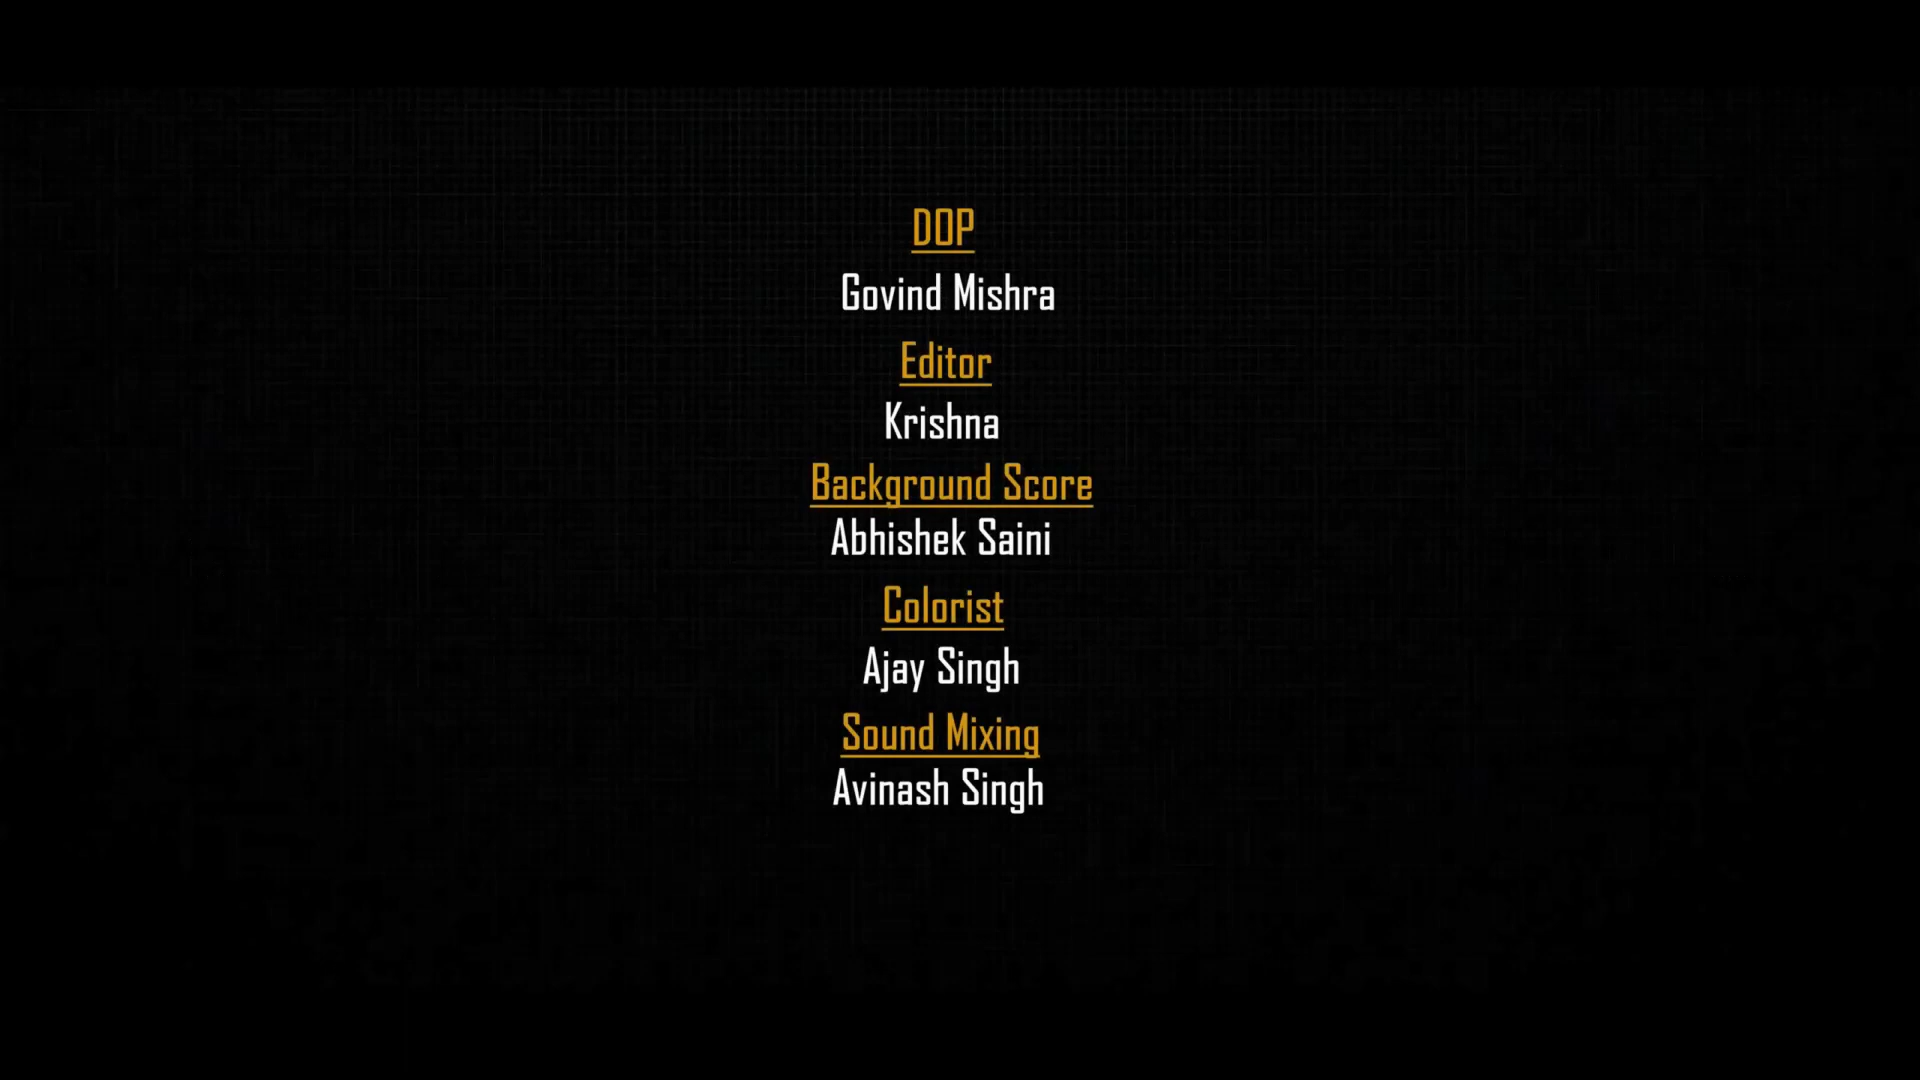 DOP
Govind Mishra
Editor
Krishna
Background Score
Abhishek Saini
Colorist
Ajay Singh
Sound Mixing
Avinash Singh